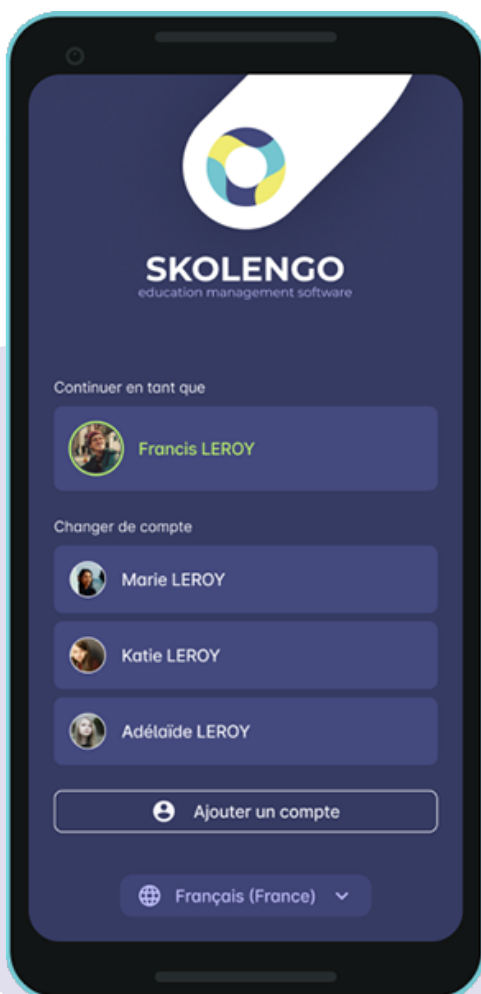 SKOLENGO
education management software
Continuer en tant que
Francis LEROY
Changer de compte
Marie LEROY
Katie LEROY
Adélaïde LEROY
Ajouter un compte
Français (France)